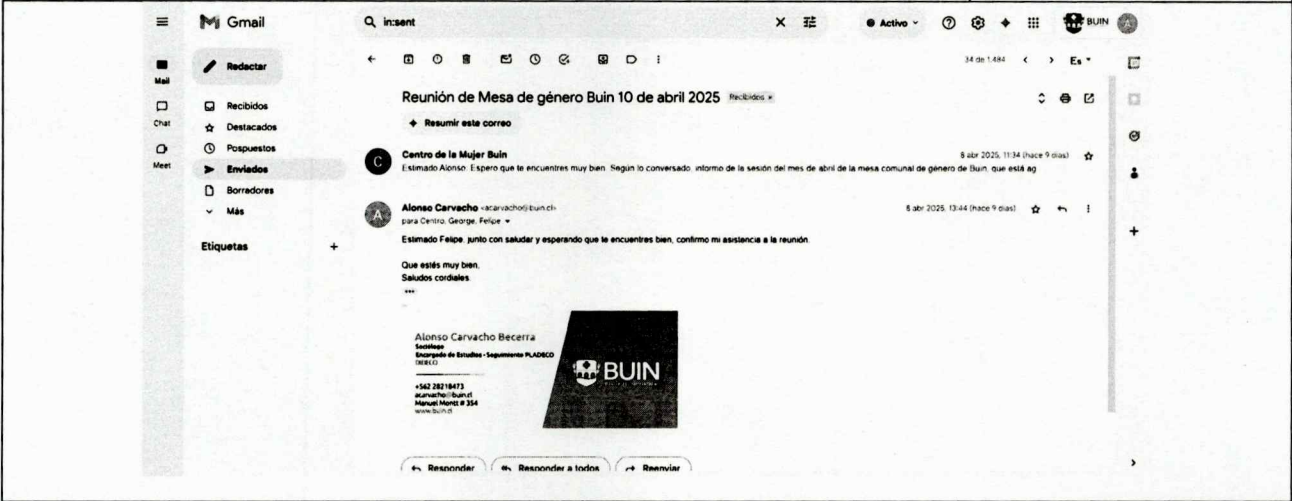 Gmail
in:sent
Activo
BUIN
A
Redactar
34 de 1.484
Es
Mail
Chat
Meet
Recibidos
Destacados
Pospuestos
Enviados
Borradores
Más
Etiquetas
Reunión de Mesa de género Buin 10 de abril 2025 Recibidos x
Resumir este correo
C
Centro de la Mujer Buin
8 abr 2025, 11:34 (hace 9 días)
Estimado Alonso: Espero que te encuentres muy bien. Según lo conversado, informo de la sesión del mes de abril de la mesa comunal de género de Buin, que está ag
A
Alonso Carvacho <acarvacho@buin.cl>
8 abr 2025, 13:44 (hace 9 días)
para Centro, George, Felipe
Estimado Felipe, junto con saludar y esperando que te encuentres bien, confirmo mi asistencia a la reunión.
Que estés muy bien,
Saludos cordiales.
Alonso Carvacho Becerra
Sociólogo
Encargado de Estudios - Seguimiento PLADECO
DIDECO
+562 28218473
acarvacho@buin.cl
Manuel Montt # 354
www.buin.cl
BUIN
Responder
Responder a todos
Reenviar